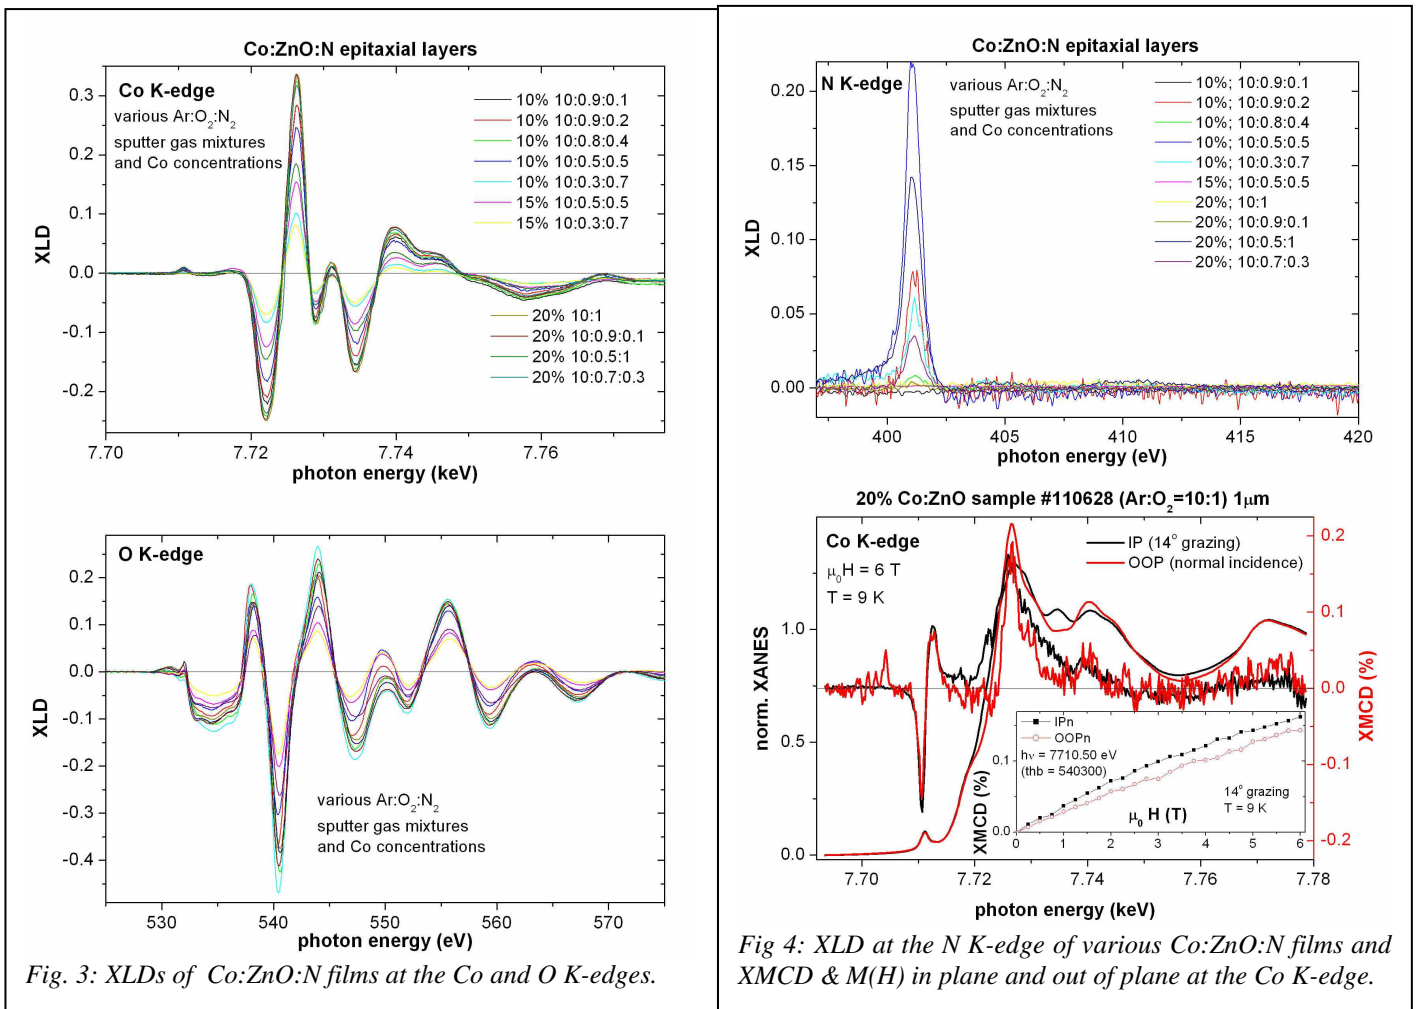 Co:ZnO:N epitaxial layers
Co K-edge
various Ar:O2:N2
sputter gas mixtures
and Co concentrations
10% 10:0.9:0.1
10% 10:0.9:0.2
10% 10:0.8:0.4
10% 10:0.5:0.5
10% 10:0.3:0.7
15% 10:0.5:0.5
15% 10:0.3:0.7
20% 10:1
20% 10:0.9:0.1
20% 10:0.5:1
20% 10:0.7:0.3
0.3
0.2
0.1
0.0
-0.1
-0.2
XLD
7.70 7.72 7.74 7.76
photon energy (keV)
O K-edge
0.2
0.1
0.0
-0.1
-0.2
-0.3
-0.4
XLD
various Ar:O2:N2
sputter gas mixtures
and Co concentrations
530 540 550 560 570
photon energy (eV)
Fig. 3: XLDs of Co:ZnO:N films at the Co and O K-edges.
Co:ZnO:N epitaxial layers
N K-edge
various Ar:O2:N2
sputter gas mixtures
and Co concentrations
10%; 10:0.9:0.1
10%; 10:0.9:0.2
10%; 10:0.8:0.4
10%; 10:0.5:0.5
10%; 10:0.3:0.7
15%; 10:0.5:0.5
20%; 10:1
20%; 10:0.9:0.1
20%; 10:0.5:1
20%; 10:0.7:0.3
0.20
0.15
0.10
0.05
0.00
XLD
400 405 410 415 420
photon energy (eV)
20% Co:ZnO sample #110628 (Ar:O2=10:1) 1μm
Co K-edge
μ0H = 6 T
T = 9 K
IP (14° grazing)
OOP (normal incidence)
1.0
0.5
0.0
norm. XANES
0.2
0.1
0.0
-0.1
-0.2
XMCD (%)
IPn
OOPn
hν = 7710.50 eV
(thb = 540300)
14° grazing
T = 9 K
0.1
0.0
XMCD (%)
0 1 2 3 4 5 6
μ0 H (T)
7.70 7.72 7.74 7.76 7.78
photon energy (keV)
Fig 4: XLD at the N K-edge of various Co:ZnO:N films and
XMCD & M(H) in plane and out of plane at the Co K-edge.